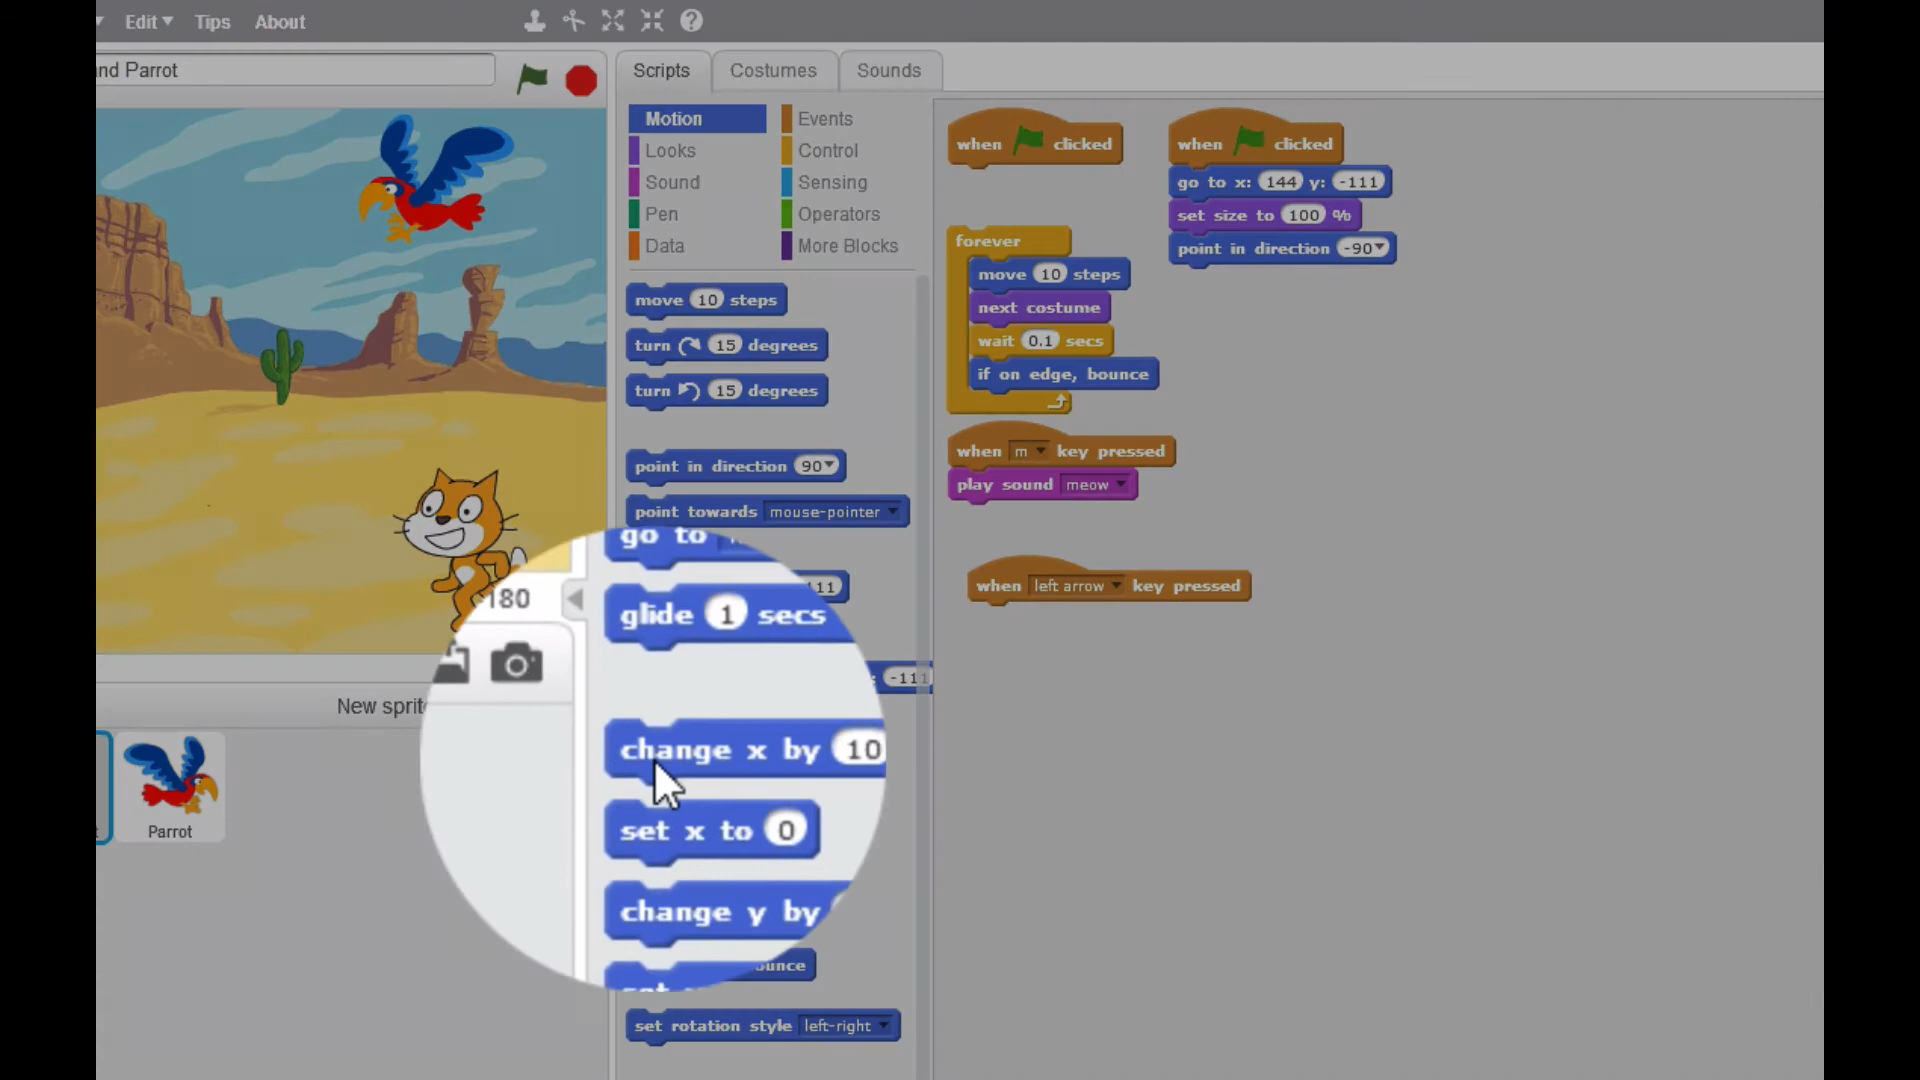 Edit Tips About
nd Parrot
Scripts Costumes Sounds
Motion Events
Looks Control
Sound Sensing
Pen Operators
Data More Blocks
move 10 steps
turn 15 degrees
turn 15 degrees
point in direction 90
point towards mouse-pointer
go to
111
glide 1 secs
-111
change x by 10
set x to 0
change y by
ounce
set rotation style left-right
when clicked
forever
move 10 steps
next costume
wait 0.1 secs
if on edge, bounce
when m key pressed
play sound meow
when left arrow key pressed
when clicked
go to x: 144 y: -111
set size to 100 %
point in direction -90
180
New sprit
Parrot